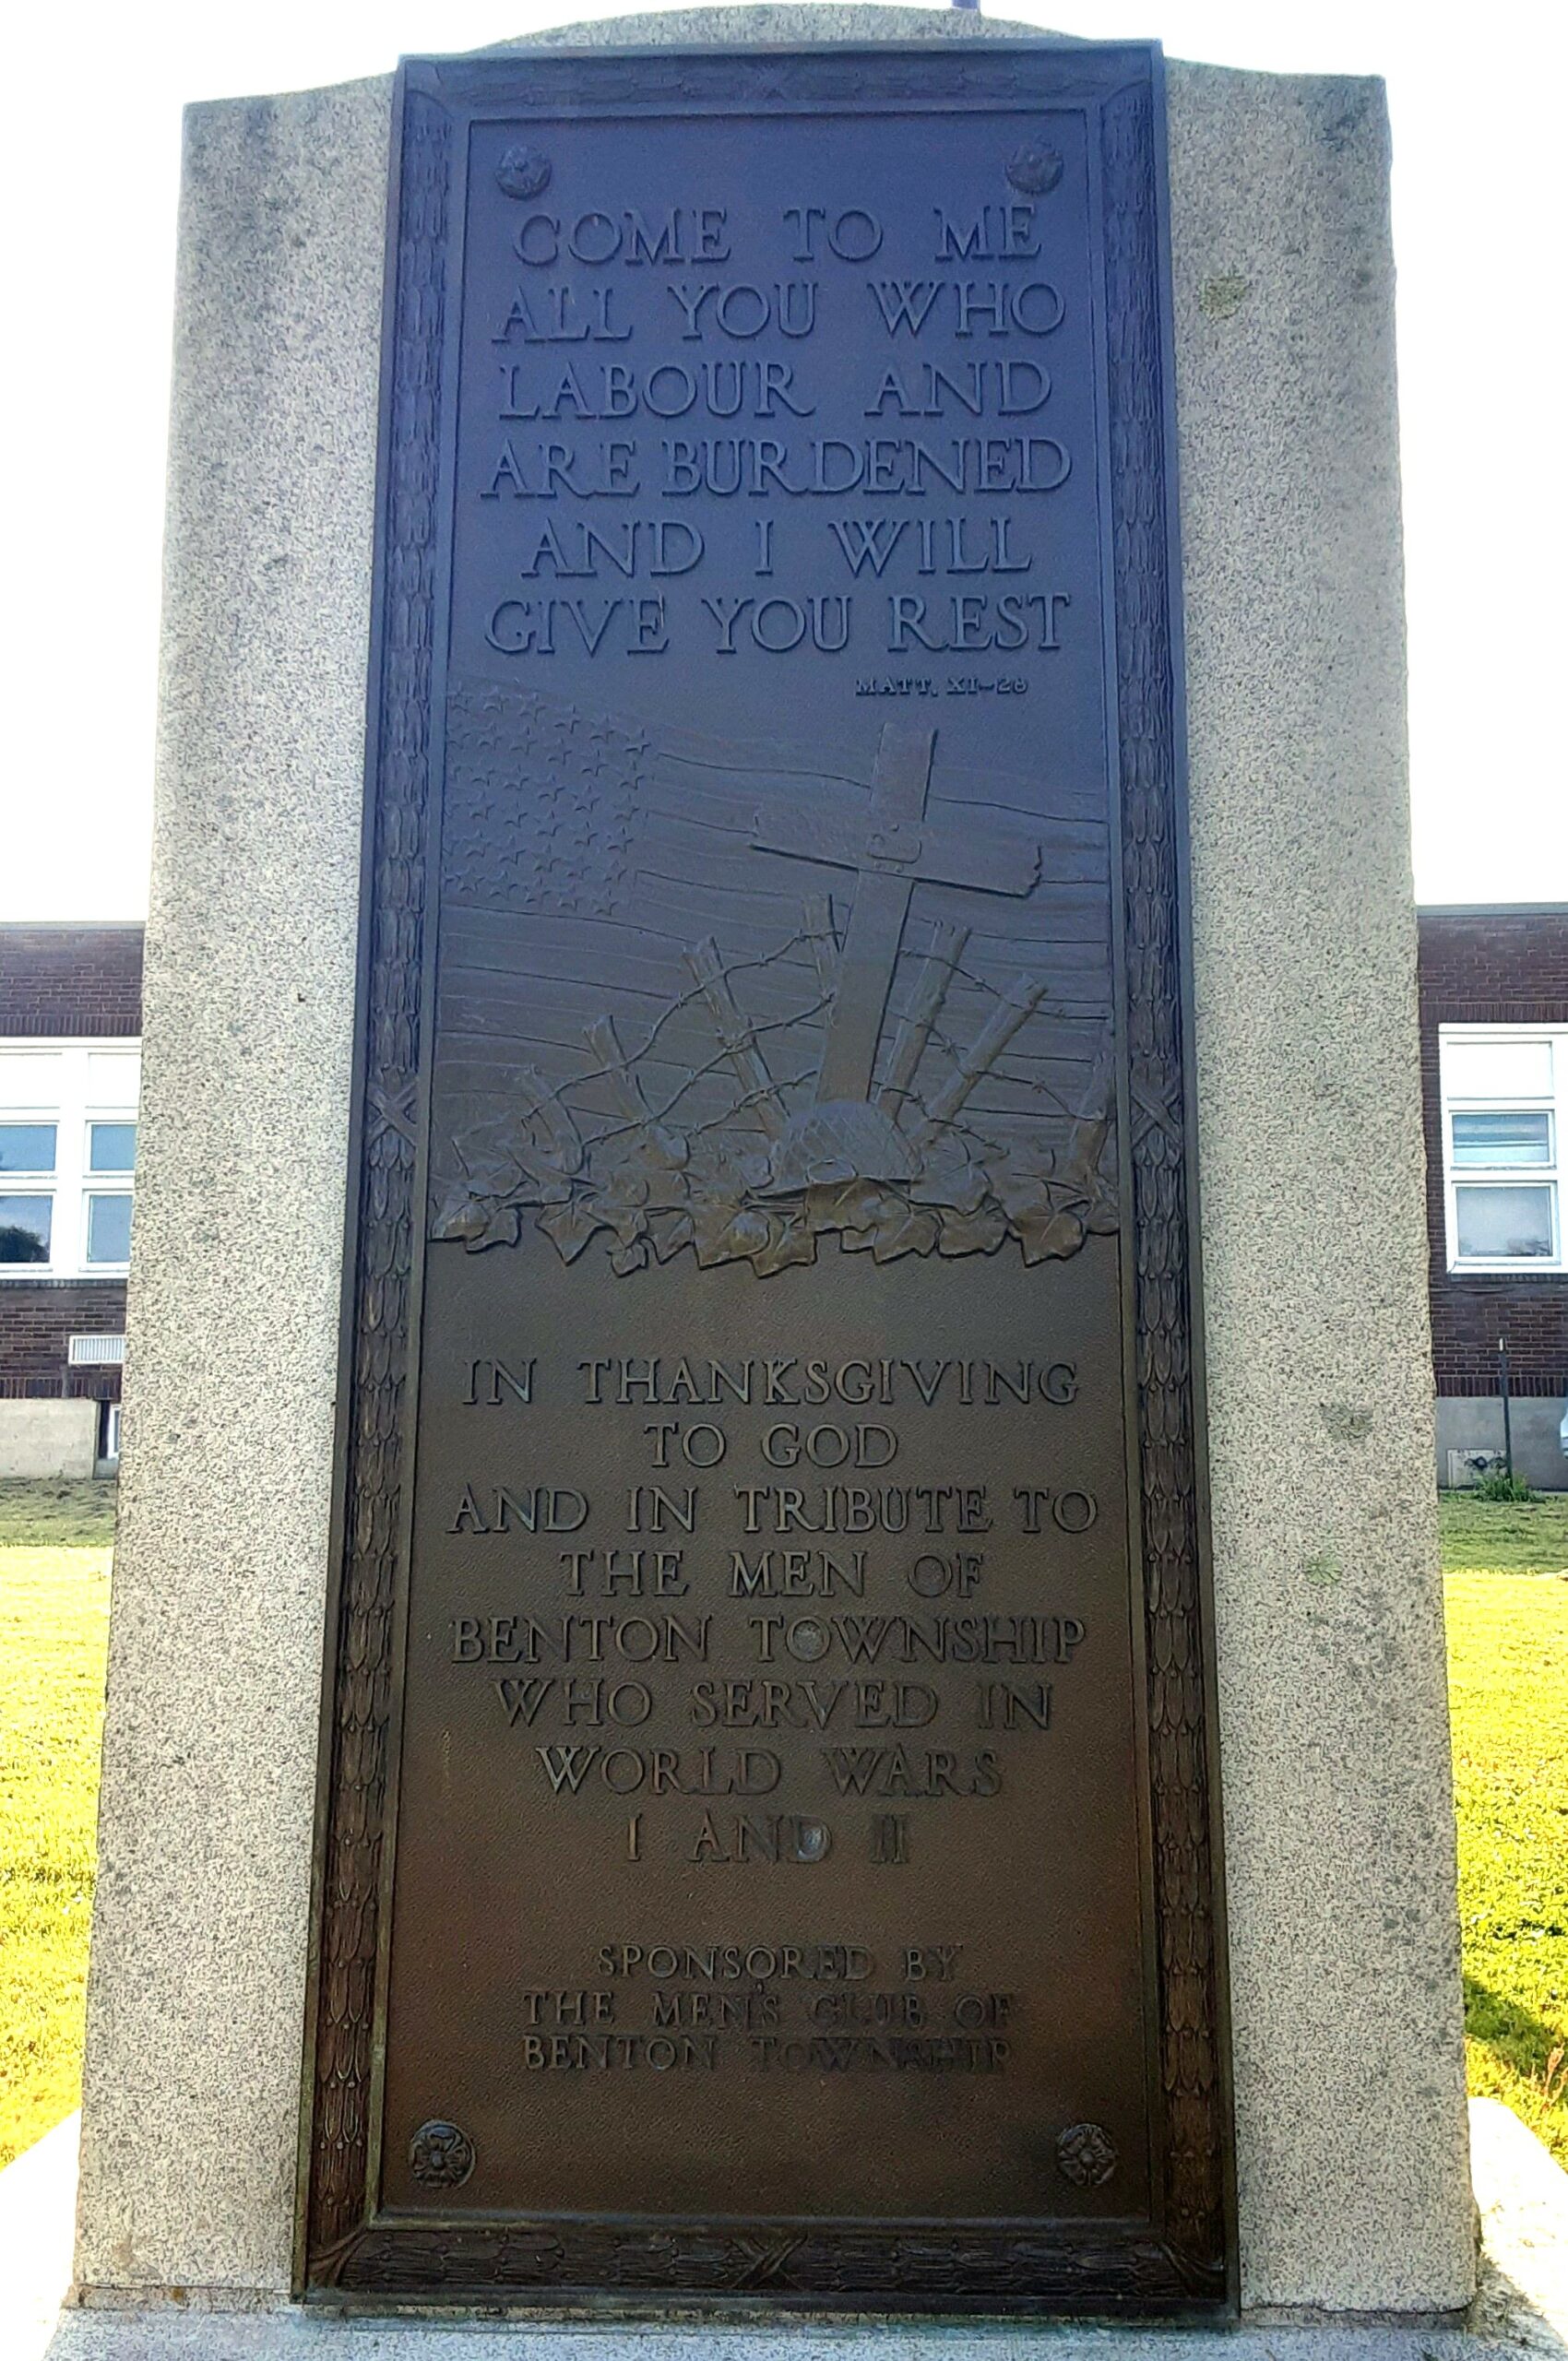 COME TO ME
ALL YOU WHO
LABOUR AND
ARE BURDENED
AND I WILL
GIVE YOU REST
MATT. XI-28
IN THANKSGIVING
TO GOD
AND IN TRIBUTE TO
THE MEN OF
BENTON TOWNSHIP
WHO SERVED IN
WORLD WARS
I AND II
SPONSORED BY
THE MEN'S CLUB OF
BENTON TOWNSHIP